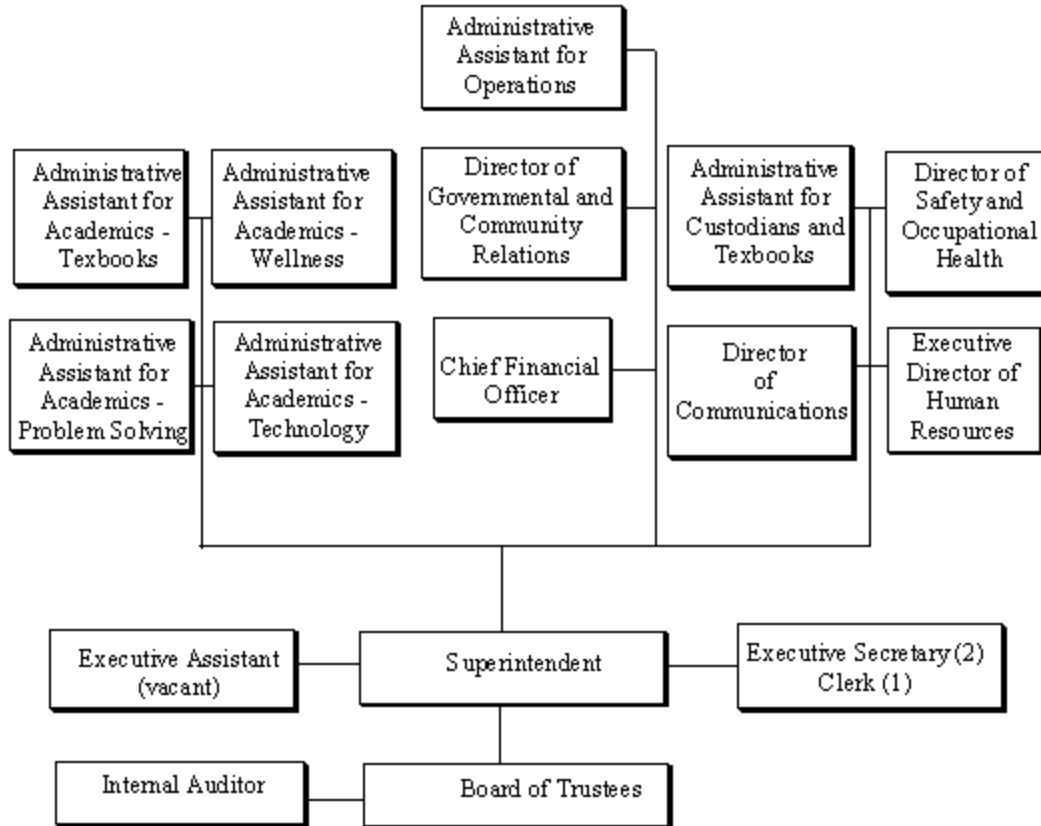 Administrative
Assistant for
Operations
Administrative
Assistant for
Academics -
Texbooks
Administrative
Assistant for
Academics -
Wellness
Director of
Governmental and
Community
Relations
Administrative
Assistant for
Custodians and
Texbooks
Director of
Safety and
Occupational
Health
Administrative
Assistant for
Academics -
Problem Solving
Administrative
Assistant for
Academics -
Technology
Chief Financial
Officer
Director
of
Communications
Executive
Director of
Human
Resources
Executive Assistant
(vacant)
Superintendent
Executive Secretary (2)
Clerk (1)
Internal Auditor
Board of Trustees